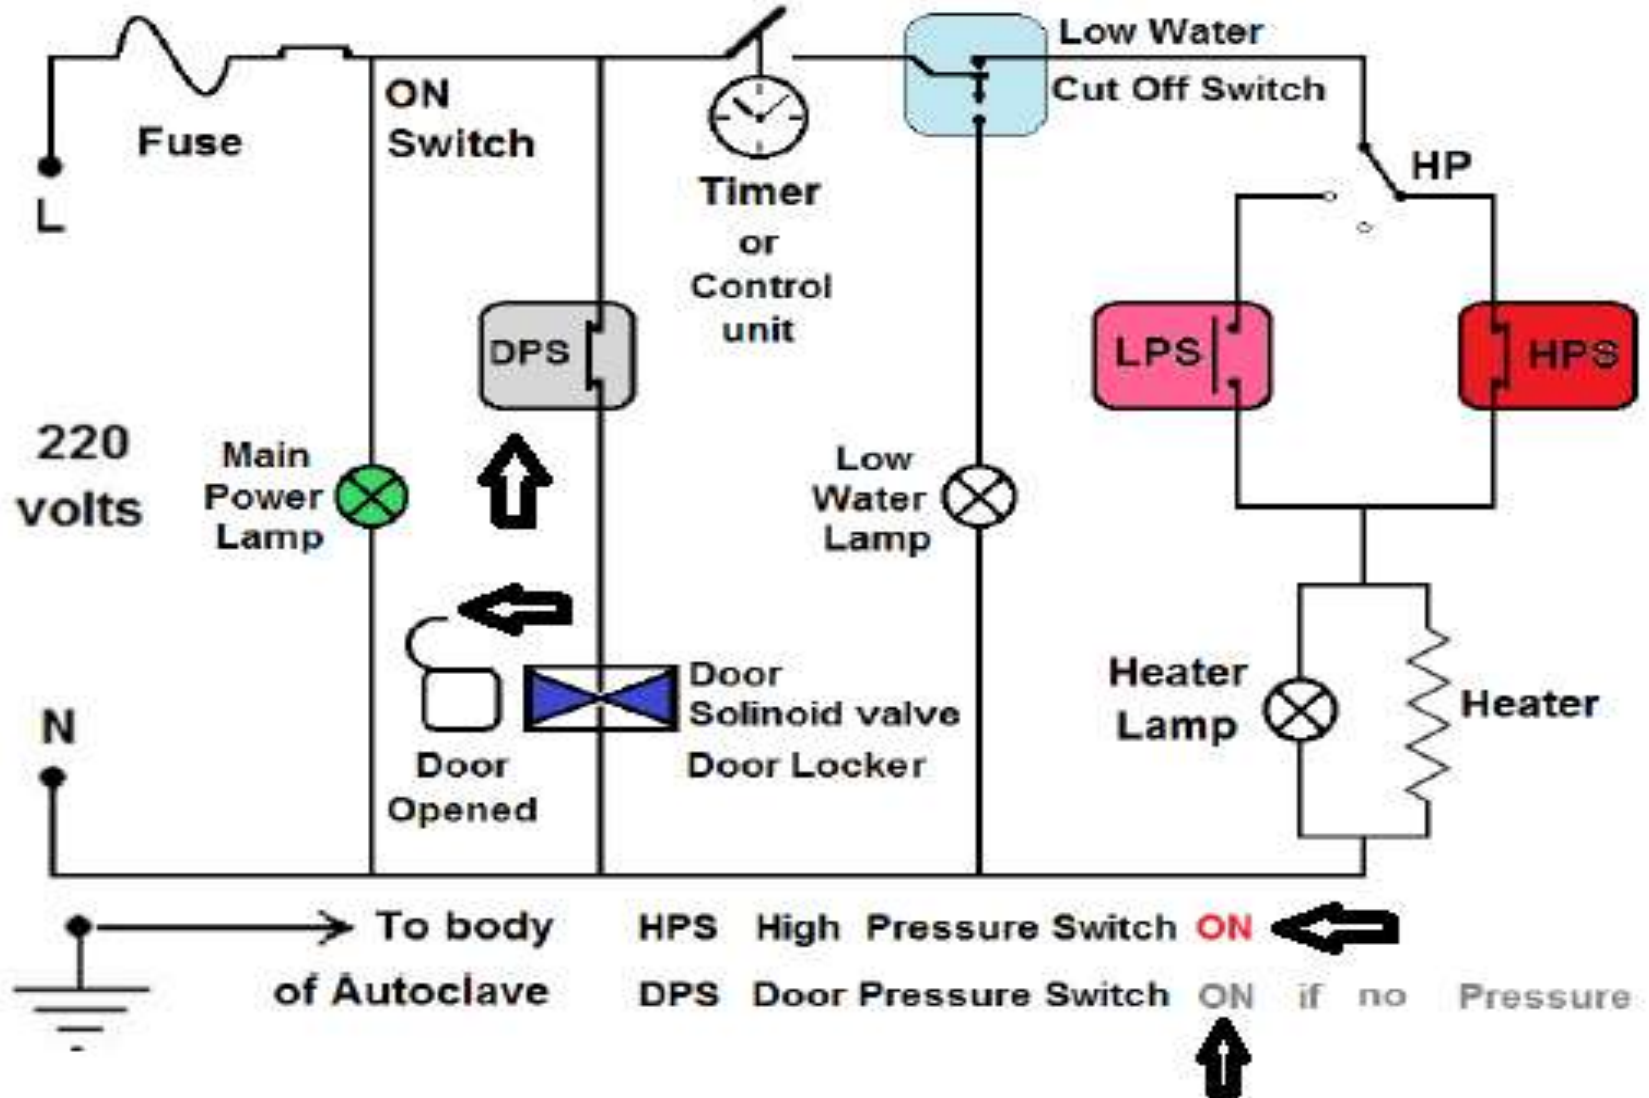 Low Water
Cut Off Switch
ON
Switch
Fuse
HP
L
Timer
or
Control
unit
DPS
LPS
HPS
220
volts
Main
Power
Lamp
Low
Water
Lamp
N
Door
Solinoid valve
Door Locker
Door
Opened
Heater
Lamp
Heater
To body
of Autoclave
HPS High Pressure Switch ON
DPS Door Pressure Switch ON if no Pressure